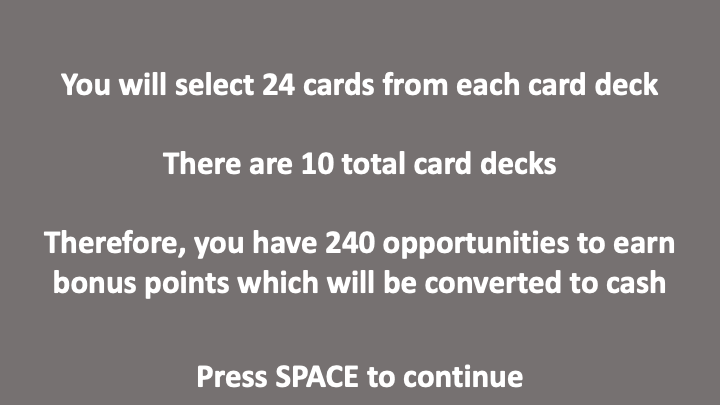 You will select 24 cards from each card deck
There are 10 total card decks
Therefore, you have 240 opportunities to earn
bonus points which will be converted to cash
Press SPACE to continue